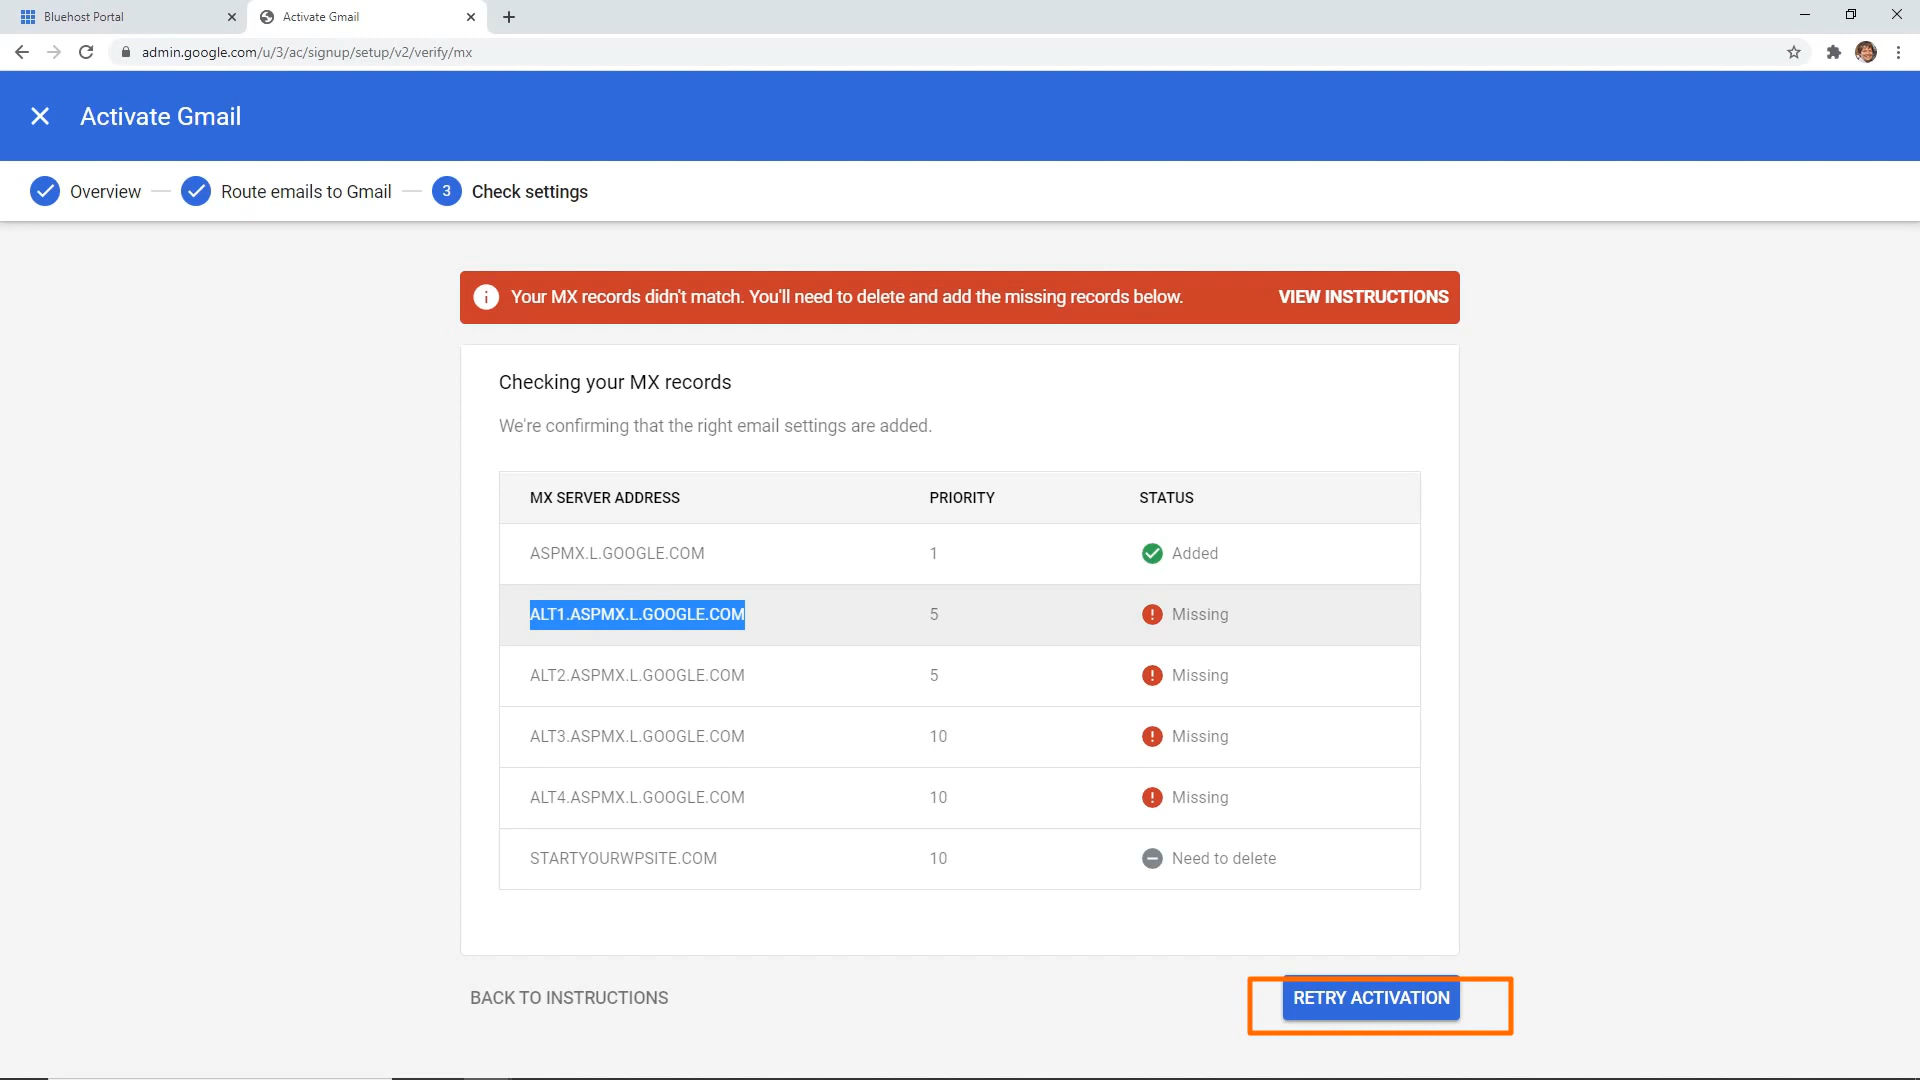 Bluehost Portal
Activate Gmail
admin.google.com/u/3/ac/signup/setup/v2/verify/mx
Activate Gmail
Overview
Route emails to Gmail
3 Check settings
Your MX records didn't match. You'll need to delete and add the missing records below. VIEW INSTRUCTIONS
Checking your MX records
We're confirming that the right email settings are added.
MX SERVER ADDRESS PRIORITY STATUS
ASPMX.L.GOOGLE.COM 1 Added
ALT1.ASPMX.L.GOOGLE.COM 5 Missing
ALT2.ASPMX.L.GOOGLE.COM 5 Missing
ALT3.ASPMX.L.GOOGLE.COM 10 Missing
ALT4.ASPMX.L.GOOGLE.COM 10 Missing
STARTYOURWPSITE.COM 10 Need to delete
BACK TO INSTRUCTIONS
RETRY ACTIVATION